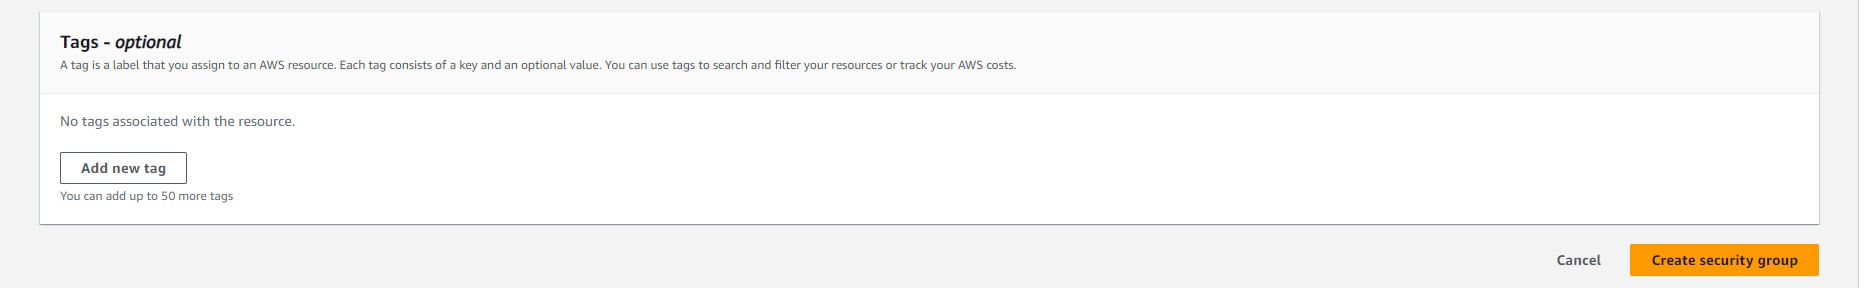 Tags - optional
A tag is a label that you assign to an AWS resource. Each tag consists of a key and an optional value. You can use tags to search and filter your resources or track your AWS costs.
No tags associated with the resource.
Add new tag
You can add up to 50 more tags
Cancel
Create security group